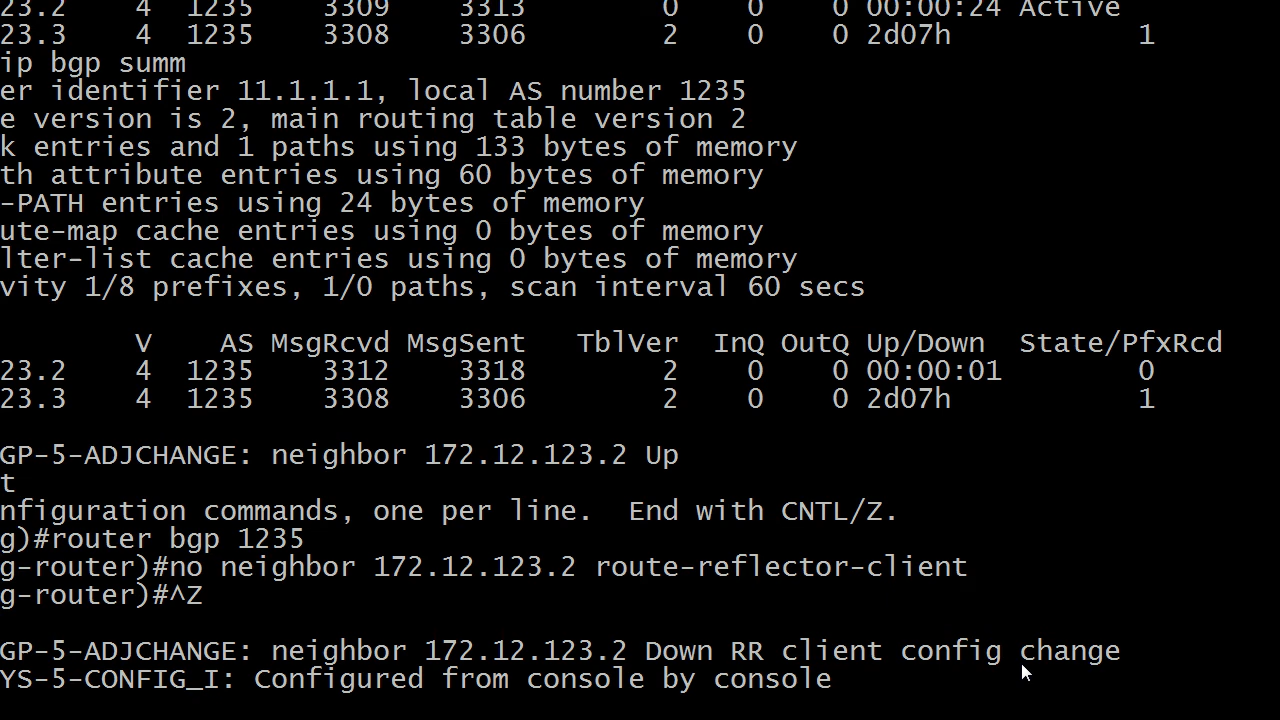 23.2 4 1235 3309 3313 0 0 0 00:00:24 Active
23.3 4 1235 3308 3306 2 0 0 2d07h 1
ip bgp summ
er identifier 11.1.1.1, local AS number 1235
e version is 2, main routing table version 2
k entries and 1 paths using 133 bytes of memory
th attribute entries using 60 bytes of memory
-PATH entries using 24 bytes of memory
ute-map cache entries using 0 bytes of memory
lter-list cache entries using 0 bytes of memory
vity 1/8 prefixes, 1/0 paths, scan interval 60 secs
V AS MsgRcvd MsgSent TblVer InQ OutQ Up/Down State/PfxRcd
23.2 4 1235 3312 3318 2 0 0 00:00:01 0
23.3 4 1235 3308 3306 2 0 0 2d07h 1
GP-5-ADJCHANGE: neighbor 172.12.123.2 Up
t
nfiguration commands, one per line. End with CNTL/Z.
g)#router bgp 1235
g-router)#no neighbor 172.12.123.2 route-reflector-client
g-router)#^Z
GP-5-ADJCHANGE: neighbor 172.12.123.2 Down RR client config change
YS-5-CONFIG_I: Configured from console by console